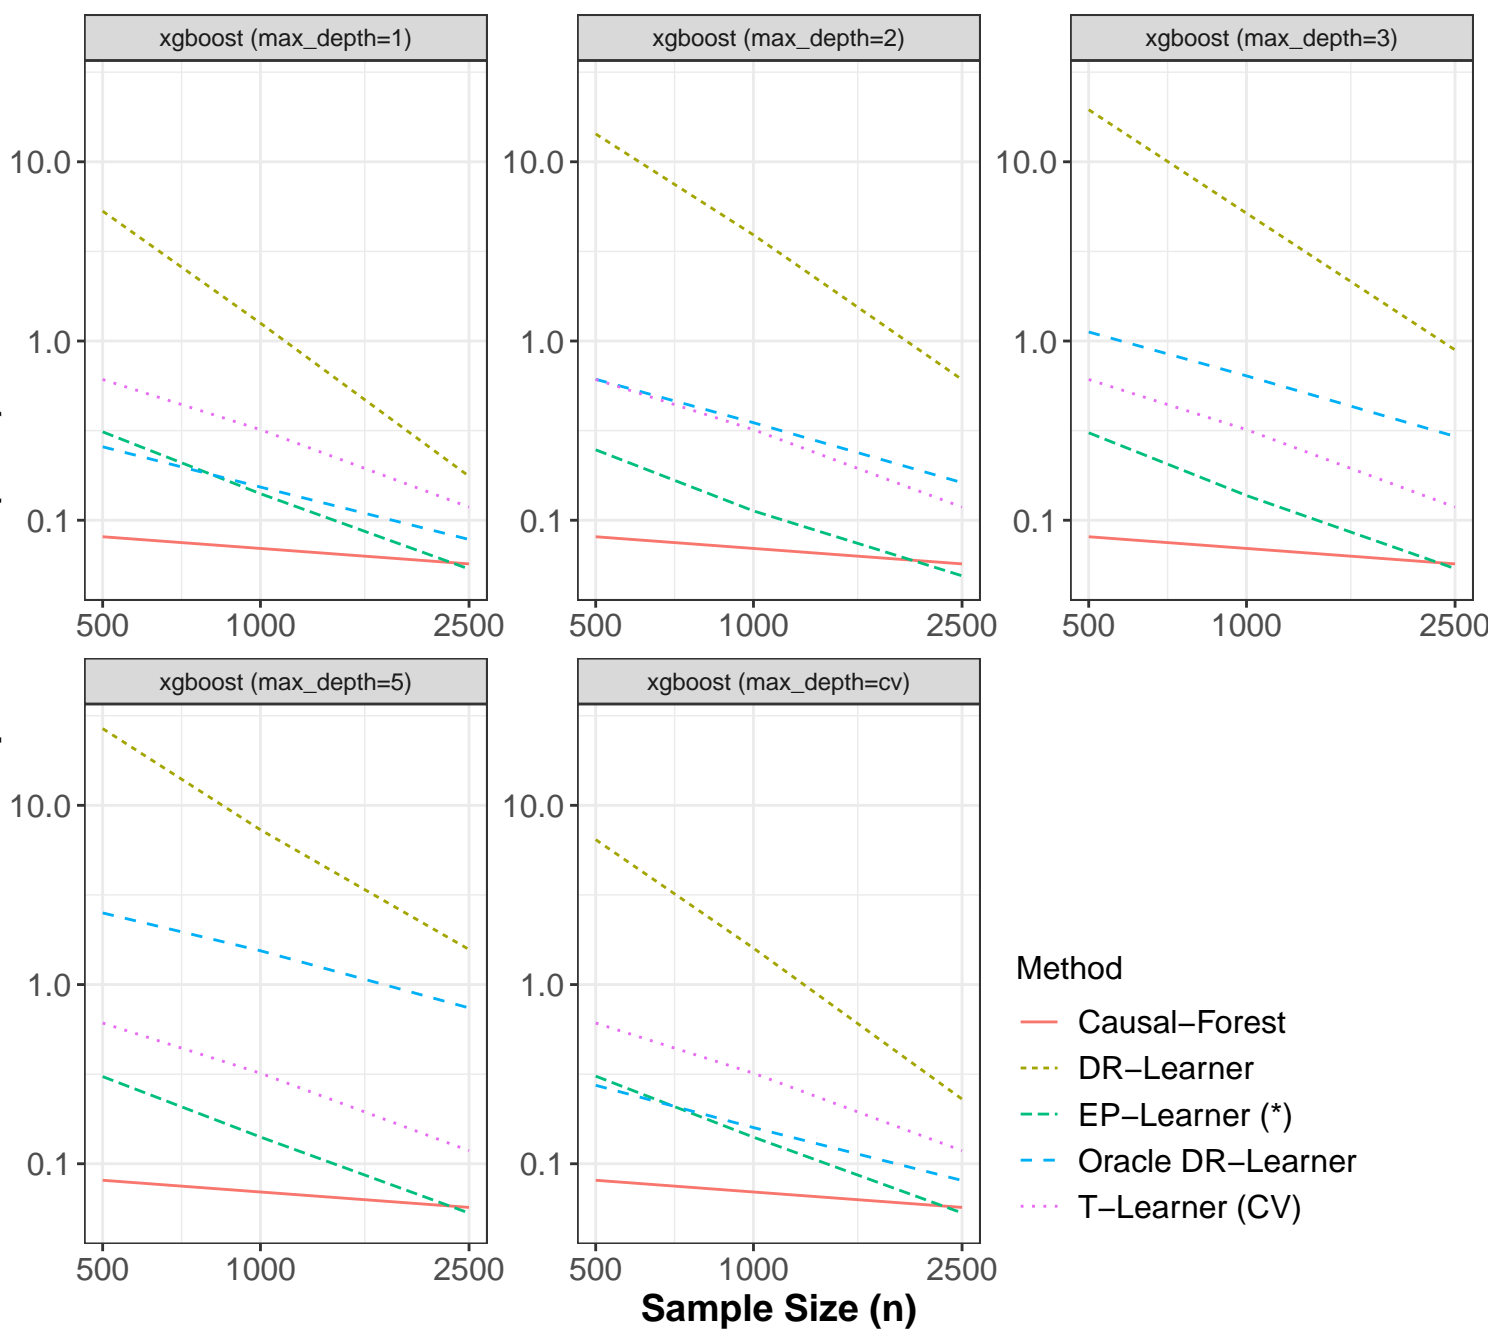 xgboost (max_depth=1)
xgboost (max_depth=2)
xgboost (max_depth=3)
10.0
1.0
0.1
500
1000
2500
10.0
1.0
0.1
500
1000
2500
10.0
1.0
0.1
500
1000
2500
xgboost (max_depth=5)
xgboost (max_depth=cv)
10.0
1.0
0.1
500
1000
2500
10.0
1.0
0.1
500
1000
2500
Method
Causal−Forest
DR−Learner
EP−Learner (*)
Oracle DR−Learner
T−Learner (CV)
Sample Size (n)